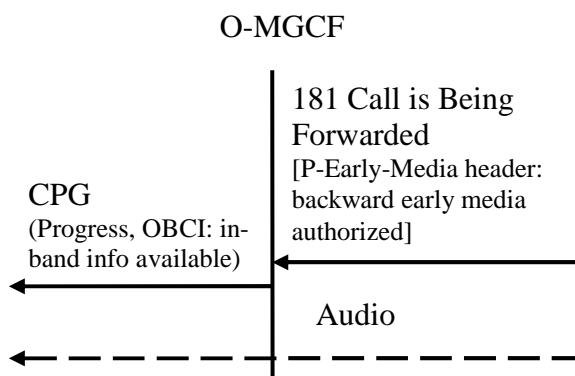 O-MGCF
181 Call is Being
Forwarded
[P-Early-Media header:
backward early media
authorized]
CPG
(Progress, OBCI: in-
band info available)
Audio